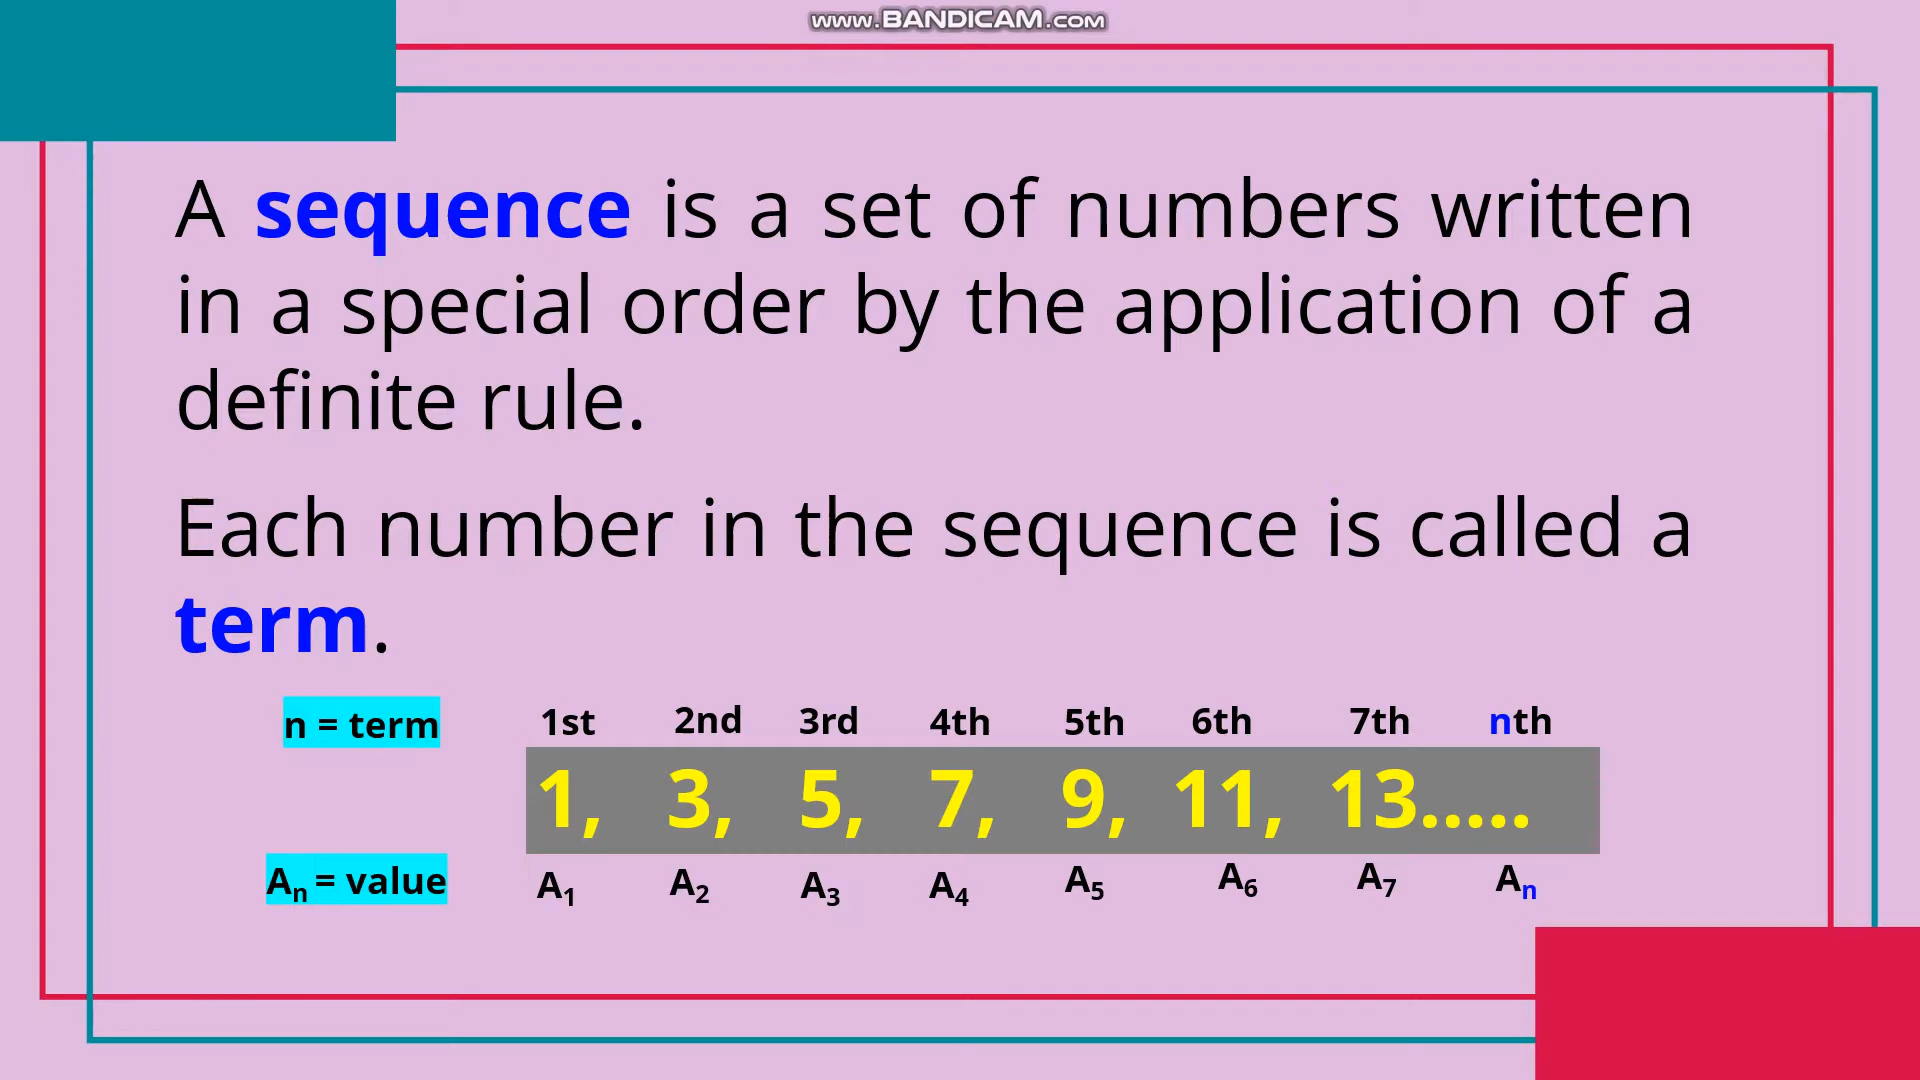 www.BANDICAM.com
A sequence is a set of numbers written
in a special order by the application of a
definite rule.
Each number in the sequence is called a
term.
n = term 1st 2nd 3rd 4th 5th 6th 7th nth
1, 3, 5, 7, 9, 11, 13.....
Aₙ = value A₁ A₂ A₃ A₄ A₅ A₆ A₇ Aₙ